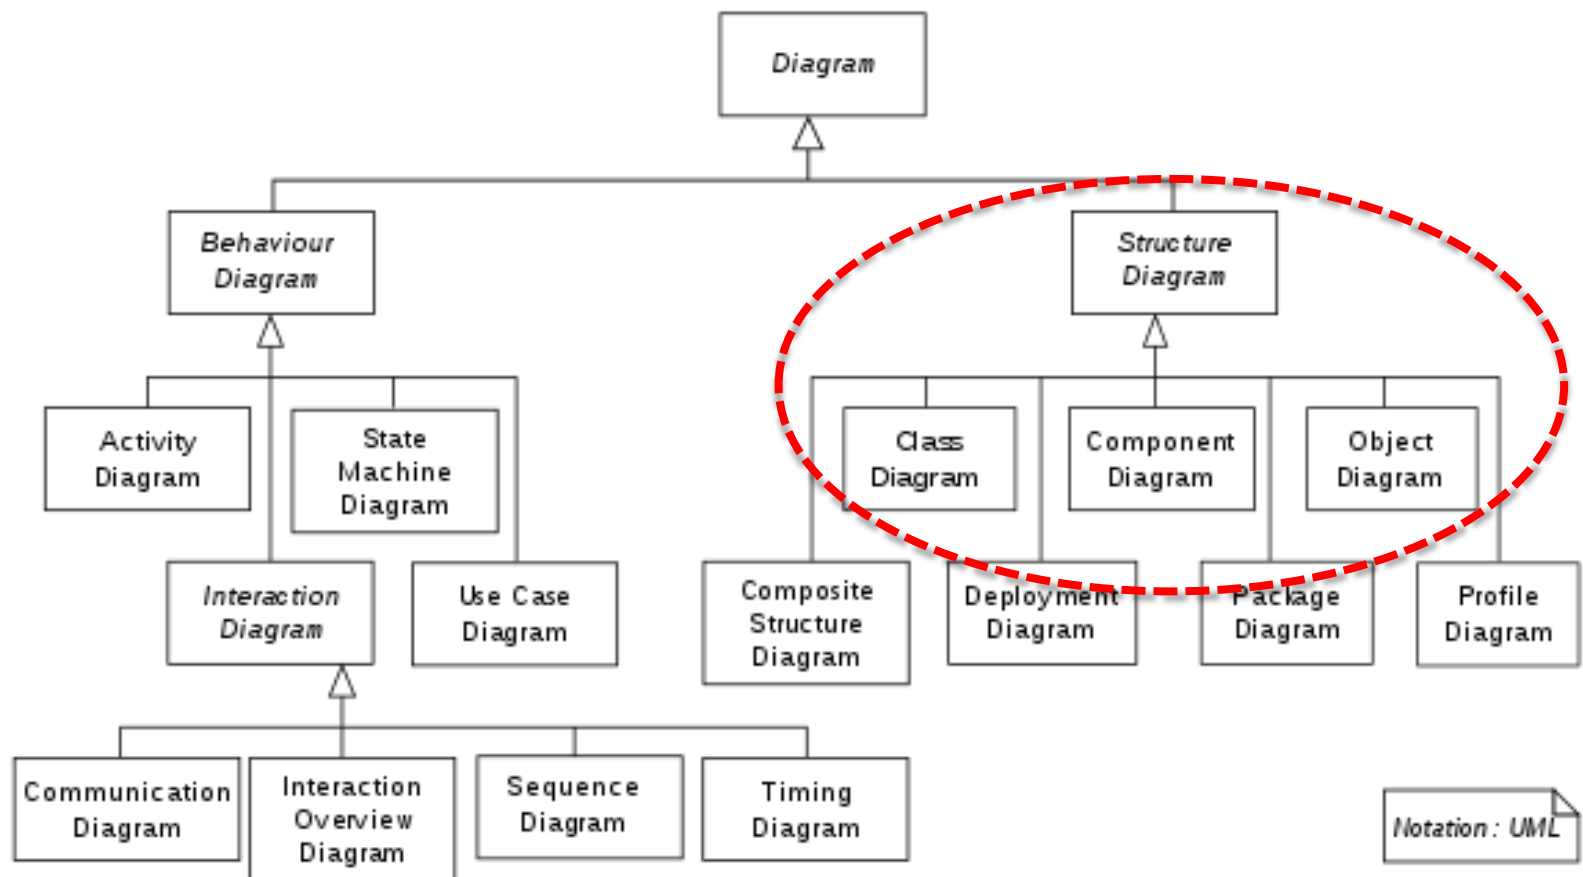 Diagram
Behaviour
Diagram
Structure
Diagram
Activity
Diagram
State
Machine
Diagram
Class
Diagram
Component
Diagram
Object
Diagram
Interaction
Diagram
Use Case
Diagram
Composite
Structure
Diagram
Deployment
Diagram
Package
Diagram
Profile
Diagram
Communication
Diagram
Interaction
Overview
Diagram
Sequence
Diagram
Timing
Diagram
Notation: UML